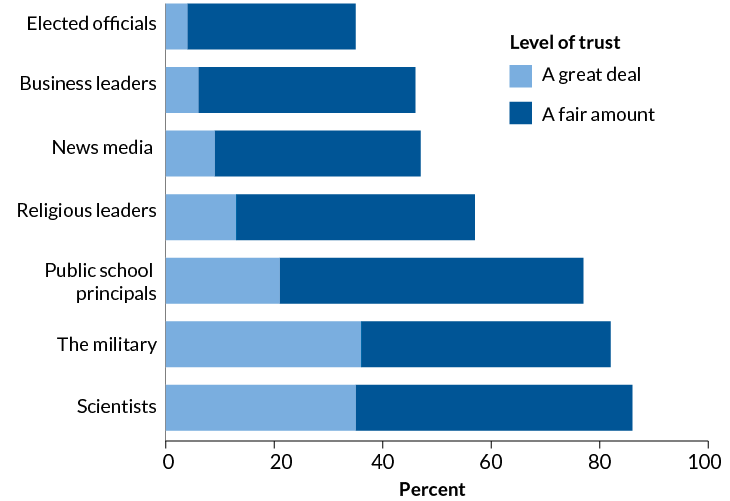 Elected officials
Business leaders
News media
Religious leaders
Public school
principals
The military
Scientists
Level of trust
A great deal
A fair amount
0 20 40 60 80 100
Percent